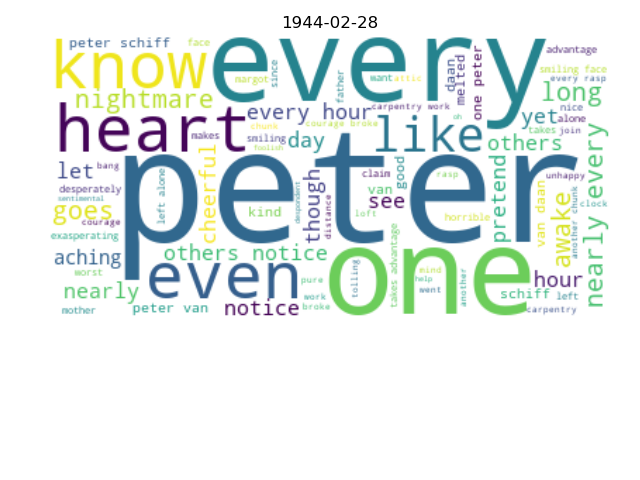 1944-02-28
peter schiff
face
know
every
margot
since
father
want
attic
daan
melted
one peter
advantage
smiling face
every rasp
nightmare
every hour
carpentry work
long
heart
makes
chunk
smiling
foolish
courage broke
day
like
oh
others
yet
nice
alone
takes
join
let
bang
desperately
sentimental
goes
courage
exasperating
aching
worst
nearly
mother
peter
left alone
cheerful
kind
despondent
though
distance
loft
claim
van
see
good
rasp
horrible
pretend
van daan
awake
unhappy
another chunk
clock
nearly every
others notice
even
notice
peter van
pure
work
broke
tolling
one
takes advantage
mind
help
went
another
schiff
hour
left
carpentry